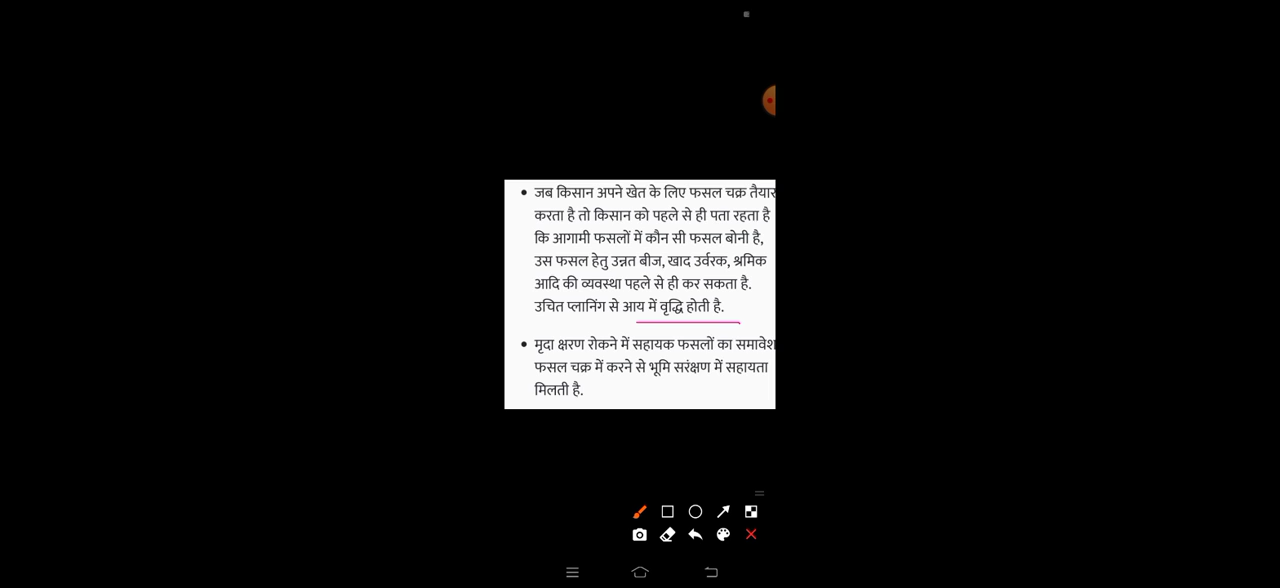 • जब किसान अपने खेत के लिए फसल चक्र तैयार
करता है तो किसान को पहले से ही पता रहता है
कि आगामी फसलों में कौन सी फसल बोनी है,
उस फसल हेतु उन्नत बीज, खाद उर्वरक, श्रमिक
आदि की व्यवस्था पहले से ही कर सकता है.
उचित प्लानिंग से आय में वृद्धि होती है.
• मृदा क्षरण रोकने में सहायक फसलों का समावेश
फसल चक्र में करने से भूमि सरंक्षण में सहायता
मिलती है.